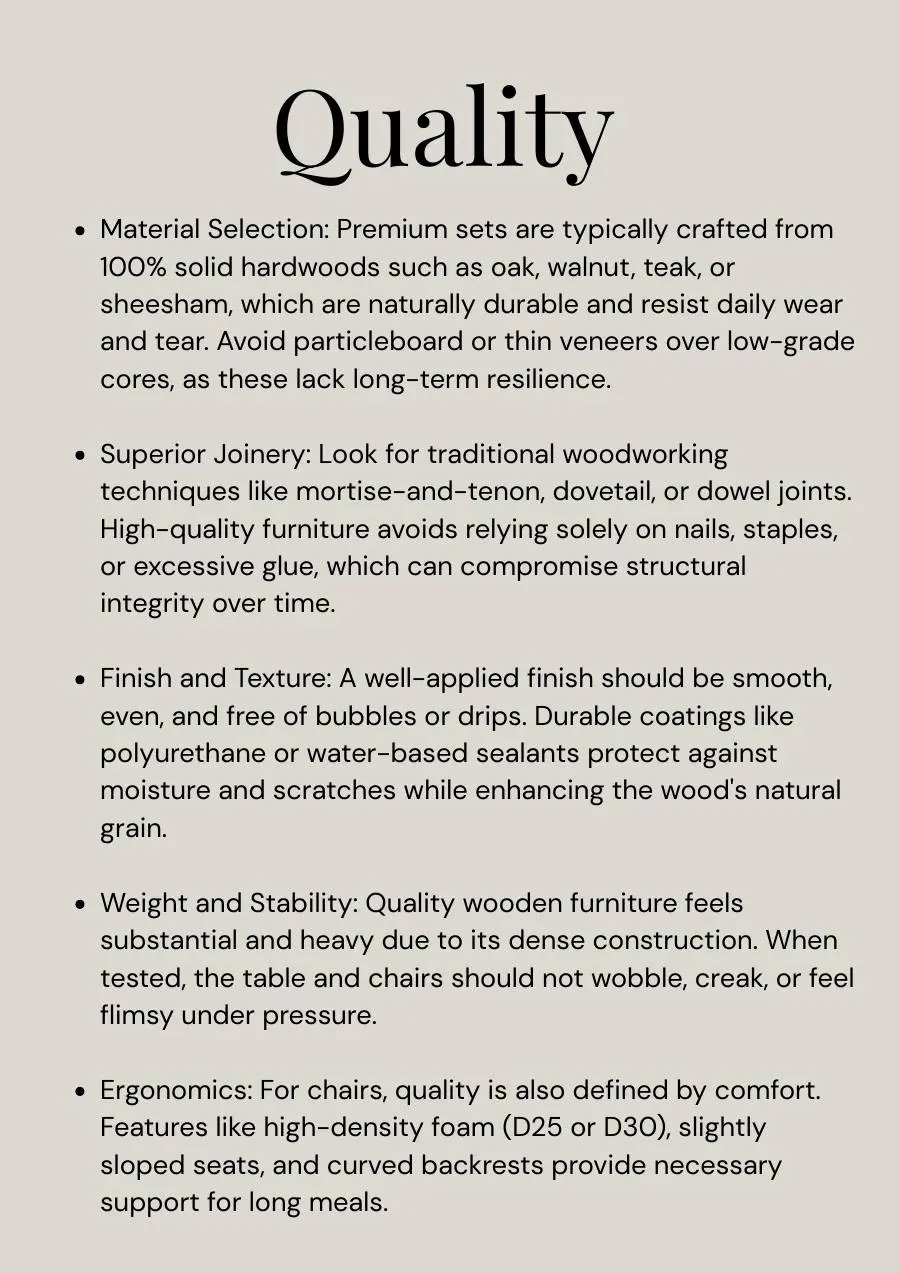 Quality
• Material Selection: Premium sets are typically crafted from
100% solid hardwoods such as oak, walnut, teak, or
sheesham, which are naturally durable and resist daily wear
and tear. Avoid particleboard or thin veneers over low-grade
cores, as these lack long-term resilience.
• Superior Joinery: Look for traditional woodworking
techniques like mortise-and-tenon, dovetail, or dowel joints.
High-quality furniture avoids relying solely on nails, staples,
or excessive glue, which can compromise structural
integrity over time.
• Finish and Texture: A well-applied finish should be smooth,
even, and free of bubbles or drips. Durable coatings like
polyurethane or water-based sealants protect against
moisture and scratches while enhancing the wood's natural
grain.
• Weight and Stability: Quality wooden furniture feels
substantial and heavy due to its dense construction. When
tested, the table and chairs should not wobble, creak, or feel
flimsy under pressure.
• Ergonomics: For chairs, quality is also defined by comfort.
Features like high-density foam (D25 or D30), slightly
sloped seats, and curved backrests provide necessary
support for long meals.